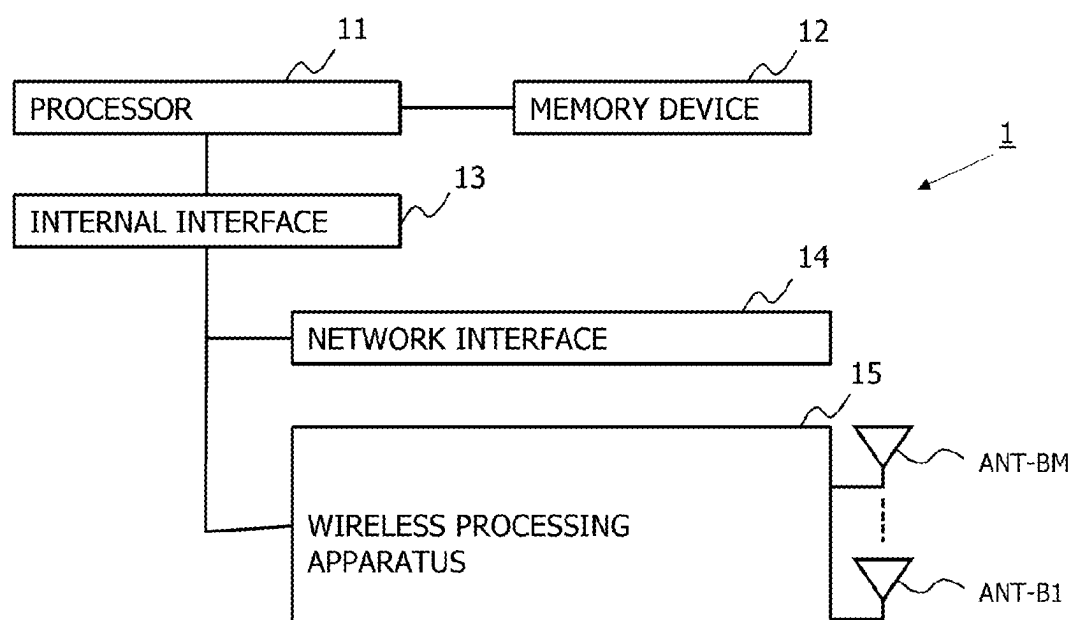 11
12
PROCESSOR
MEMORY DEVICE
1
13
INTERNAL INTERFACE
14
NETWORK INTERFACE
15
ANT-BM
WIRELESS PROCESSING
APPARATUS
ANT-B1